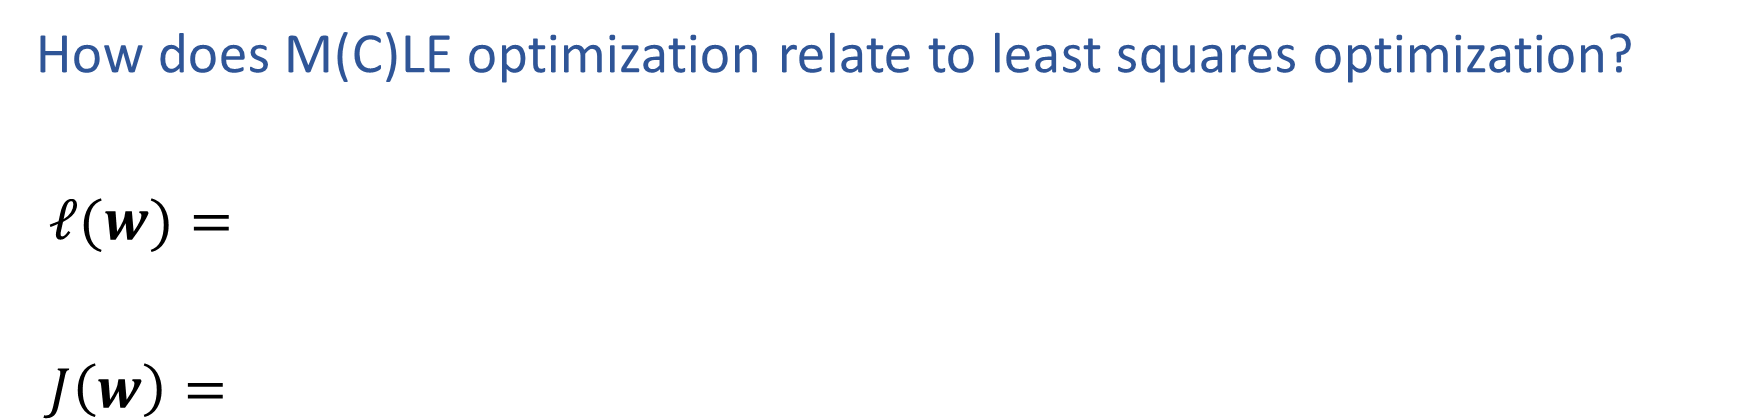 How does M(C)LE optimization relate to least squares optimization?
ℓ(𝒘) =
J(𝒘) =